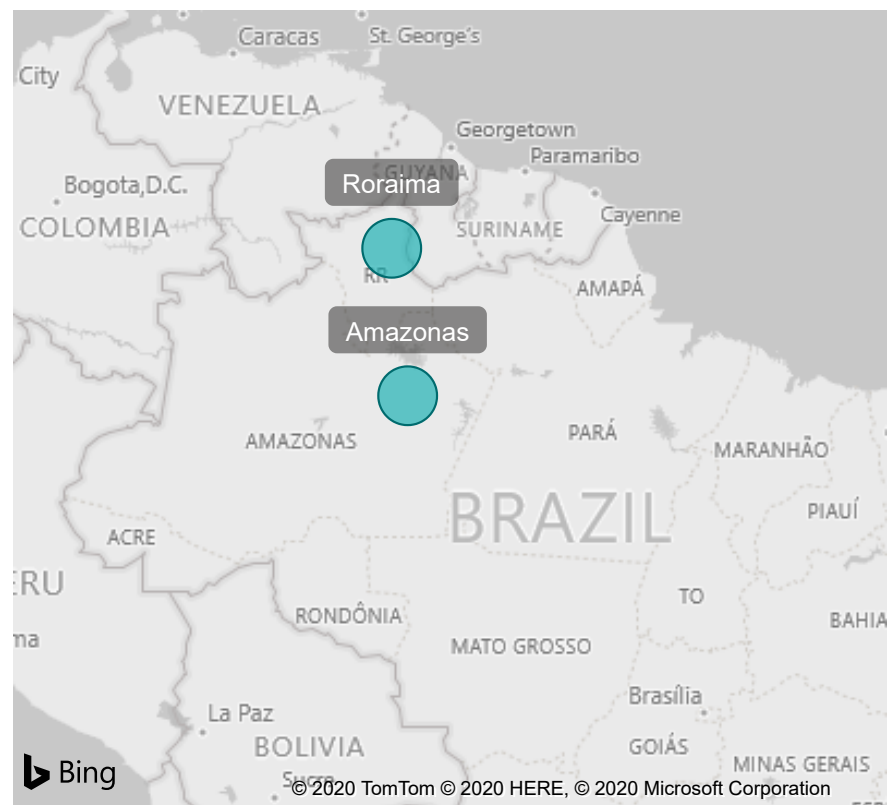 Caracas
St. George's
City
VENEZUELA
Georgetown
Paramaribo
GUYANA
Roraima
Bogota,D.C.
Cayenne
COLOMBIA
SURINAME
RR
AMAPÁ
Amazonas
AMAZONAS
PARÁ
MARANHÃO
BRAZIL
PIAUÍ
ACRE
ERU
TO
RONDÔNIA
BAHIA
ma
MATO GROSSO
Brasília
La Paz
BOLIVIA
GOIÁS
MINAS GERAIS
Bing
Sucre
© 2020 TomTom © 2020 HERE, © 2020 Microsoft Corporation